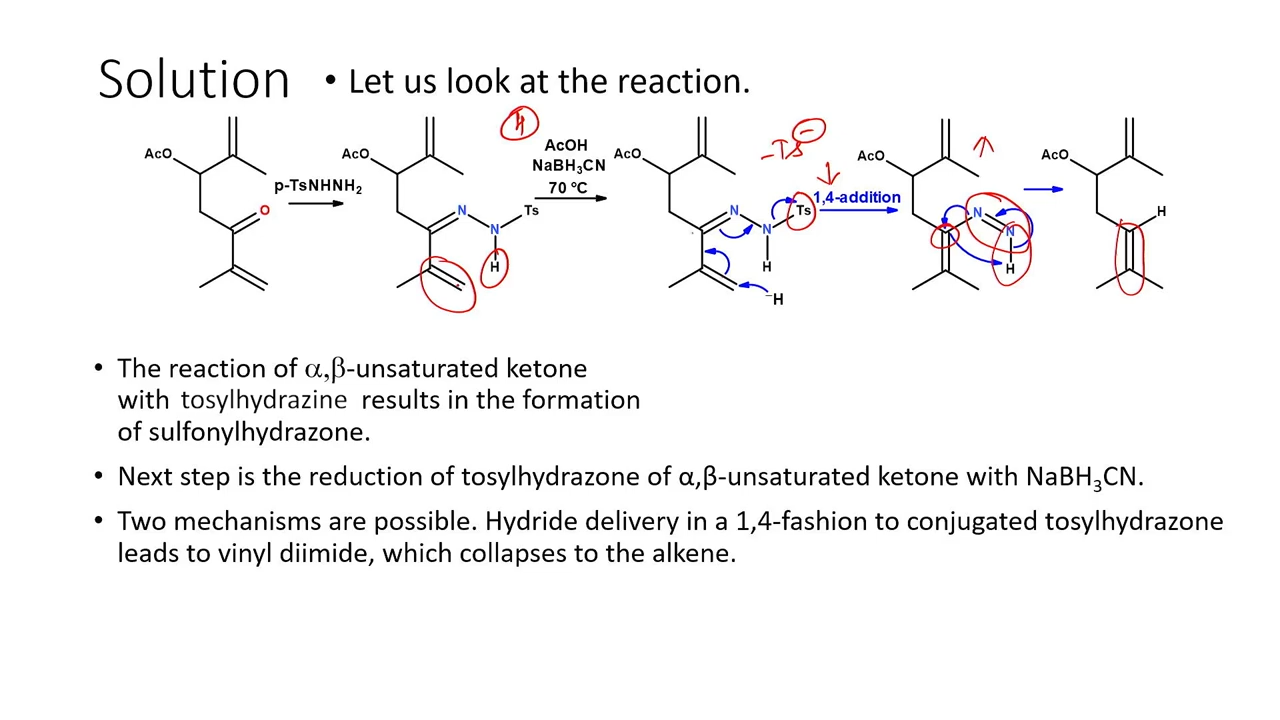 Solution • Let us look at the reaction.
AcO
O
p-TsNHNH₂
AcO
N
N
Ts
H
AcOH
NaBH₃CN
70 °C
AcO
N
N
Ts
H
⁻H
-Ts⁻
1,4-addition
AcO
N
N
H
AcO
H
• The reaction of α,β-unsaturated ketone
with tosylhydrazine results in the formation
of sulfonylhydrazone.
• Next step is the reduction of tosylhydrazone of α,β-unsaturated ketone with NaBH₃CN.
• Two mechanisms are possible. Hydride delivery in a 1,4-fashion to conjugated tosylhydrazone
leads to vinyl diimide, which collapses to the alkene.